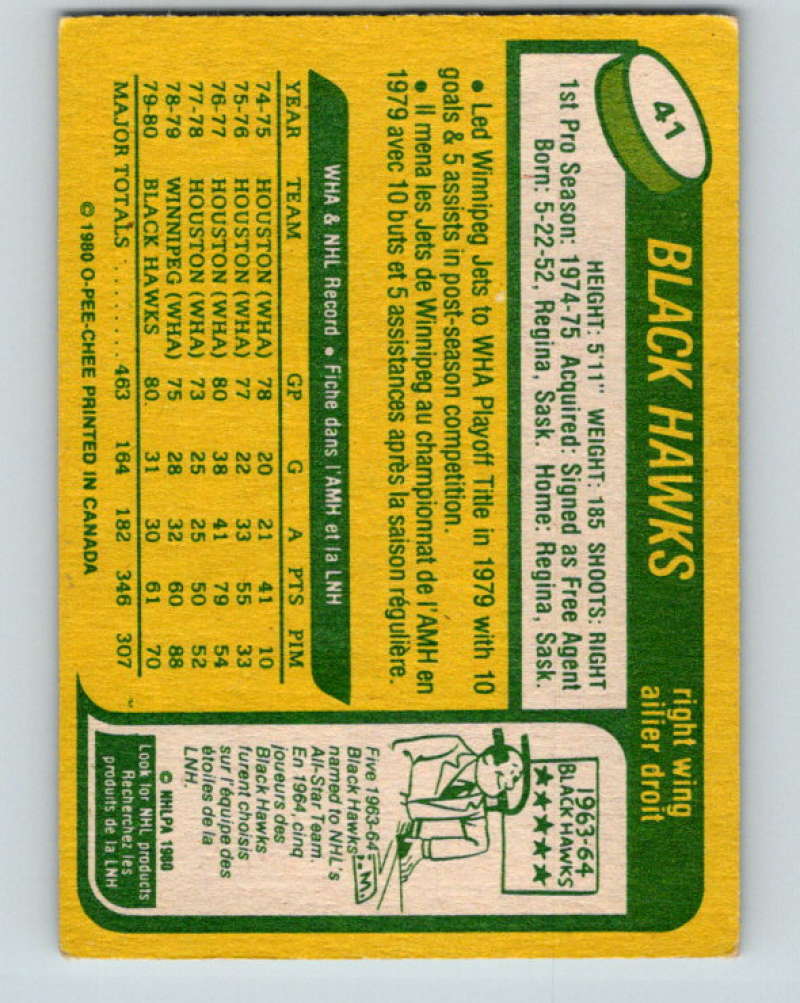 41
BLACK HAWKS
right wing
ailier droit
HEIGHT: 5'11" WEIGHT: 185 SHOOTS: RIGHT
1st Pro Season: 1974-75 Acquired: Signed as Free Agent
Born: 5-22-52, Regina, Sask. Home: Regina, Sask.
• Led Winnipeg Jets to WHA Playoff Title in 1979 with 10
goals & 5 assists in post-season competition.
• Il mena les Jets de Winnipeg au championnat de l'AMH en
1979 avec 10 buts et 5 assistances après la saison régulière.
WHA & NHL Record • Fiche dans l'AMH et la LNH
YEAR TEAM GP G A PTS PIM
74-75 HOUSTON (WHA) 78 20 21 41 10
75-76 HOUSTON (WHA) 77 22 33 55 33
76-77 HOUSTON (WHA) 80 38 41 79 54
77-78 HOUSTON (WHA) 73 25 25 50 52
78-79 WINNIPEG (WHA) 75 28 32 60 88
79-80 BLACK HAWKS 80 31 30 61 70
MAJOR TOTALS ........ 463 164 182 346 307
© 1980 O-PEE-CHEE PRINTED IN CANADA
1963-64
BLACK HAWKS
★★★★★
Five 1963-64
Black Hawks
named to NHL's
All-Star Team.
En 1964, cinq
joueurs des
Black Hawks
furent choisis
sur l'équipe des
étoiles de la
LNH.
© NHLPA 1980
Look for NHL products
Recherchez les
produits de la LNH